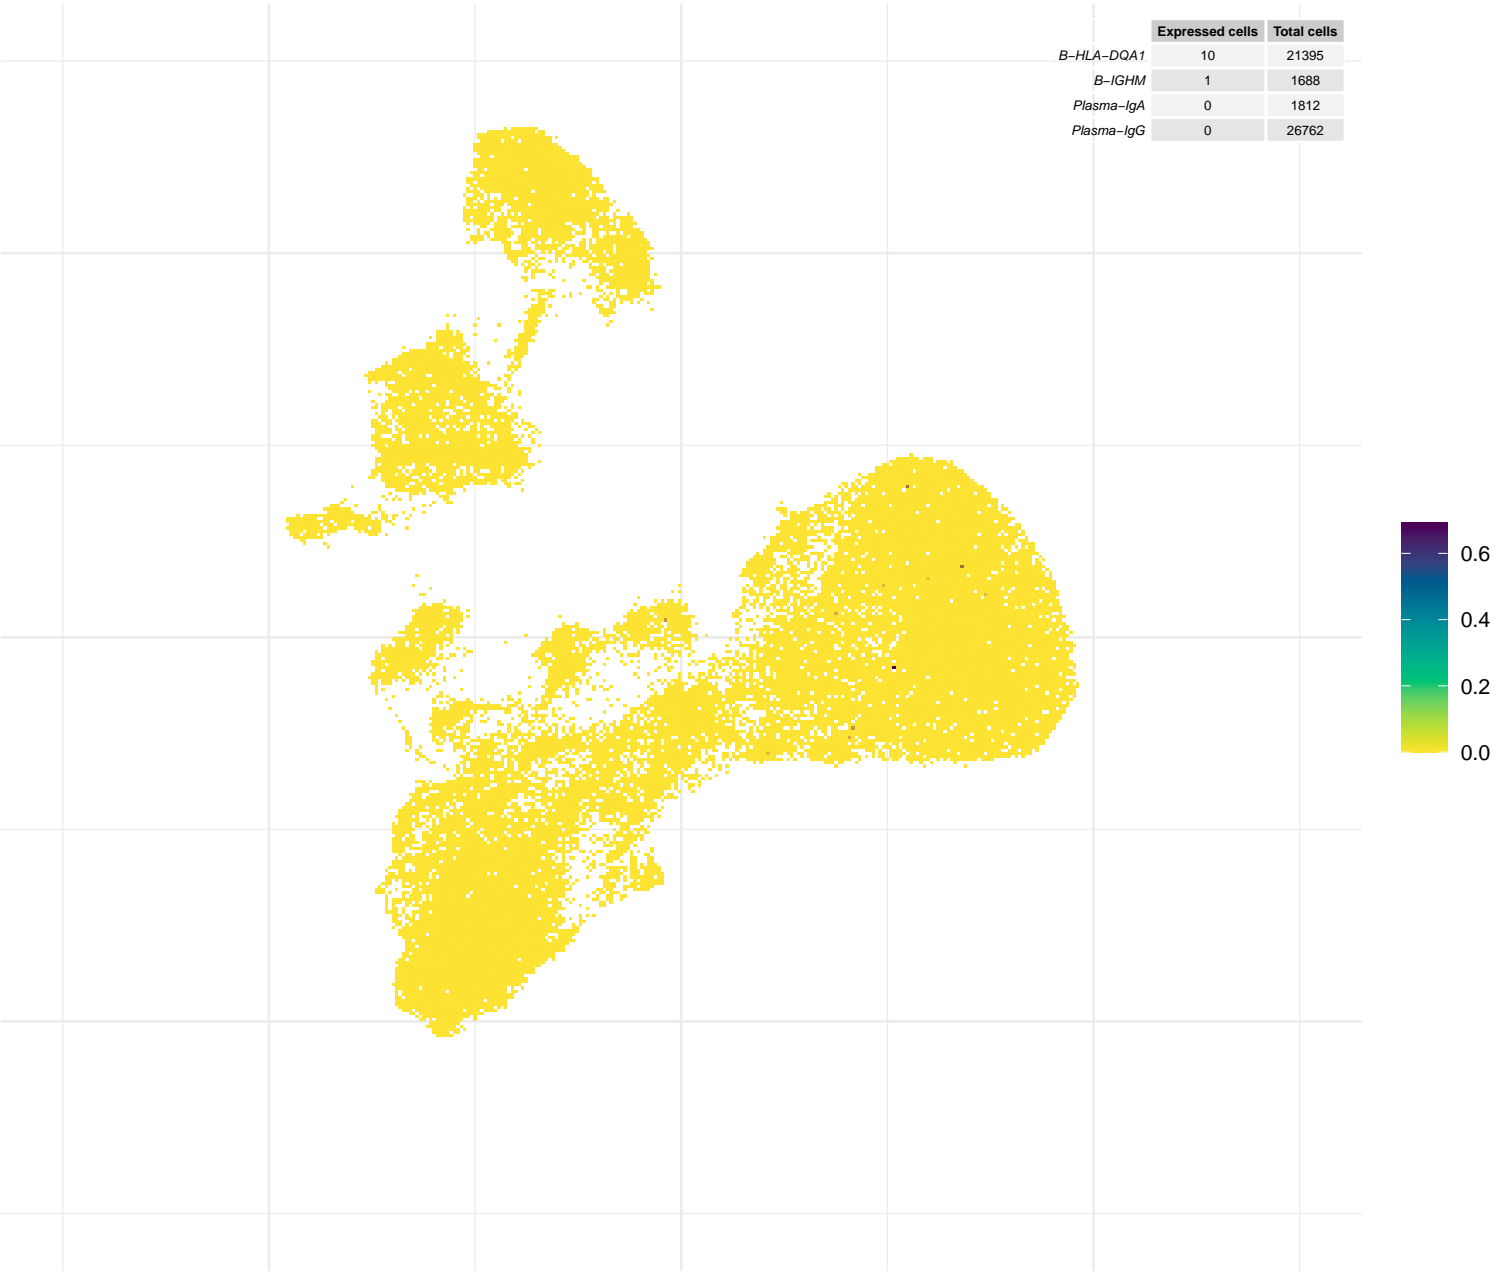 Expressed cells Total cells
B−HLA−DQA1 10 21395
B−IGHM 1 1688
Plasma−IgA 0 1812
Plasma−IgG 0 26762
0.6
0.4
0.2
0.0